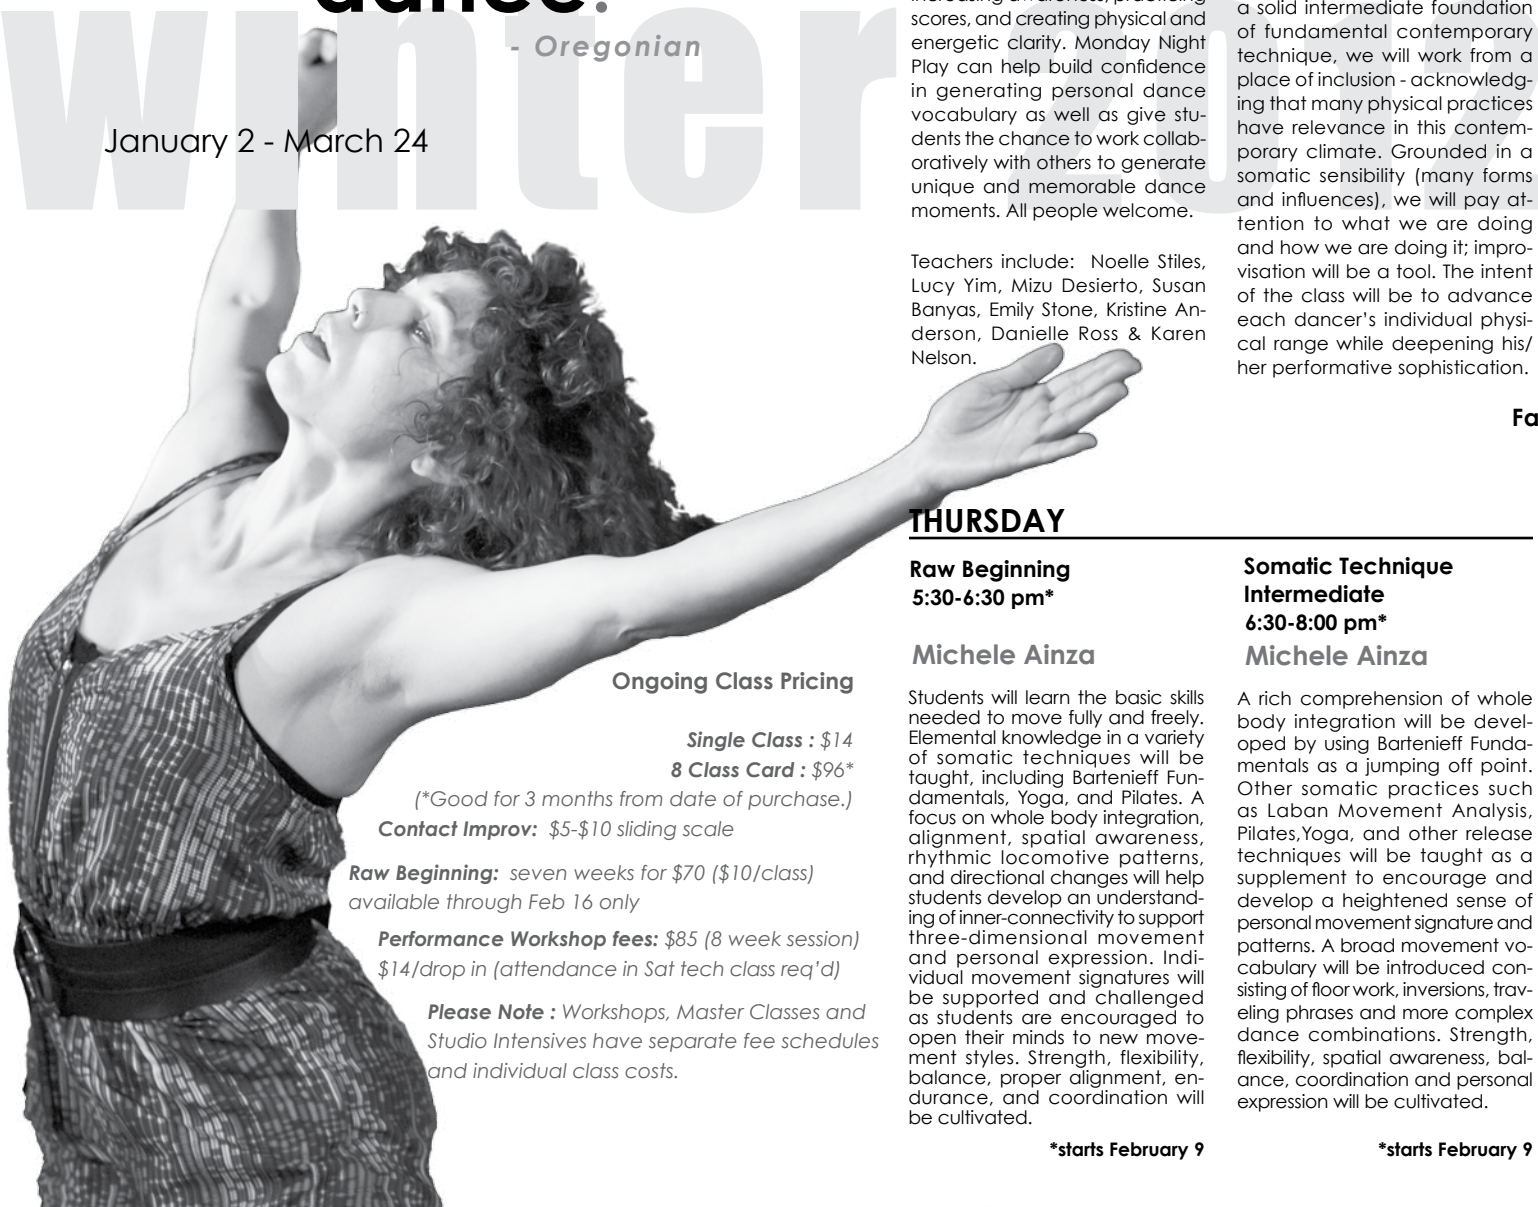 dance.
- Oregonian
winter 2012
January 2 - March 24
scores, and creating physical and
energetic clarity. Monday Night
Play can help build confidence
in generating personal dance
vocabulary as well as give stu-
dents the chance to work collab-
oratively with others to generate
unique and memorable dance
moments. All people welcome.
Teachers include: Noelle Stiles,
Lucy Yim, Mizu Desierto, Susan
Banyas, Emily Stone, Kristine An-
derson, Danielle Ross & Karen
Nelson.
a solid intermediate foundation
of fundamental contemporary
technique, we will work from a
place of inclusion - acknowledg-
ing that many physical practices
have relevance in this contem-
porary climate. Grounded in a
somatic sensibility (many forms
and influences), we will pay at-
tention to what we are doing
and how we are doing it; impro-
visation will be a tool. The intent
of the class will be to advance
each dancer's individual physi-
cal range while deepening his/
her performative sophistication.
Fa
THURSDAY
Raw Beginning
5:30-6:30 pm*
Michele Ainza
Students will learn the basic skills
needed to move fully and freely.
Elemental knowledge in a variety
of somatic techniques will be
taught, including Bartenieff Fun-
damentals, Yoga, and Pilates. A
focus on whole body integration,
alignment, spatial awareness,
rhythmic locomotive patterns,
and directional changes will help
students develop an understand-
ing of inner-connectivity to support
three-dimensional movement
and personal expression. Indi-
vidual movement signatures will
be supported and challenged
as students are encouraged to
open their minds to new move-
ment styles. Strength, flexibility,
balance, proper alignment, en-
durance, and coordination will
be cultivated.
*starts February 9
Somatic Technique
Intermediate
6:30-8:00 pm*
Michele Ainza
A rich comprehension of whole
body integration will be devel-
oped by using Bartenieff Funda-
mentals as a jumping off point.
Other somatic practices such
as Laban Movement Analysis,
Pilates,Yoga, and other release
techniques will be taught as a
supplement to encourage and
develop a heightened sense of
personal movement signature and
patterns. A broad movement vo-
cabulary will be introduced con-
sisting of floor work, inversions, trav-
eling phrases and more complex
dance combinations. Strength,
flexibility, spatial awareness, bal-
ance, coordination and personal
expression will be cultivated.
*starts February 9
Ongoing Class Pricing
Single Class : $14
8 Class Card : $96*
(*Good for 3 months from date of purchase.)
Contact Improv: $5-$10 sliding scale
Raw Beginning: seven weeks for $70 ($10/class)
available through Feb 16 only
Performance Workshop fees: $85 (8 week session)
$14/drop in (attendance in Sat tech class req'd)
Please Note : Workshops, Master Classes and
Studio Intensives have separate fee schedules
and individual class costs.